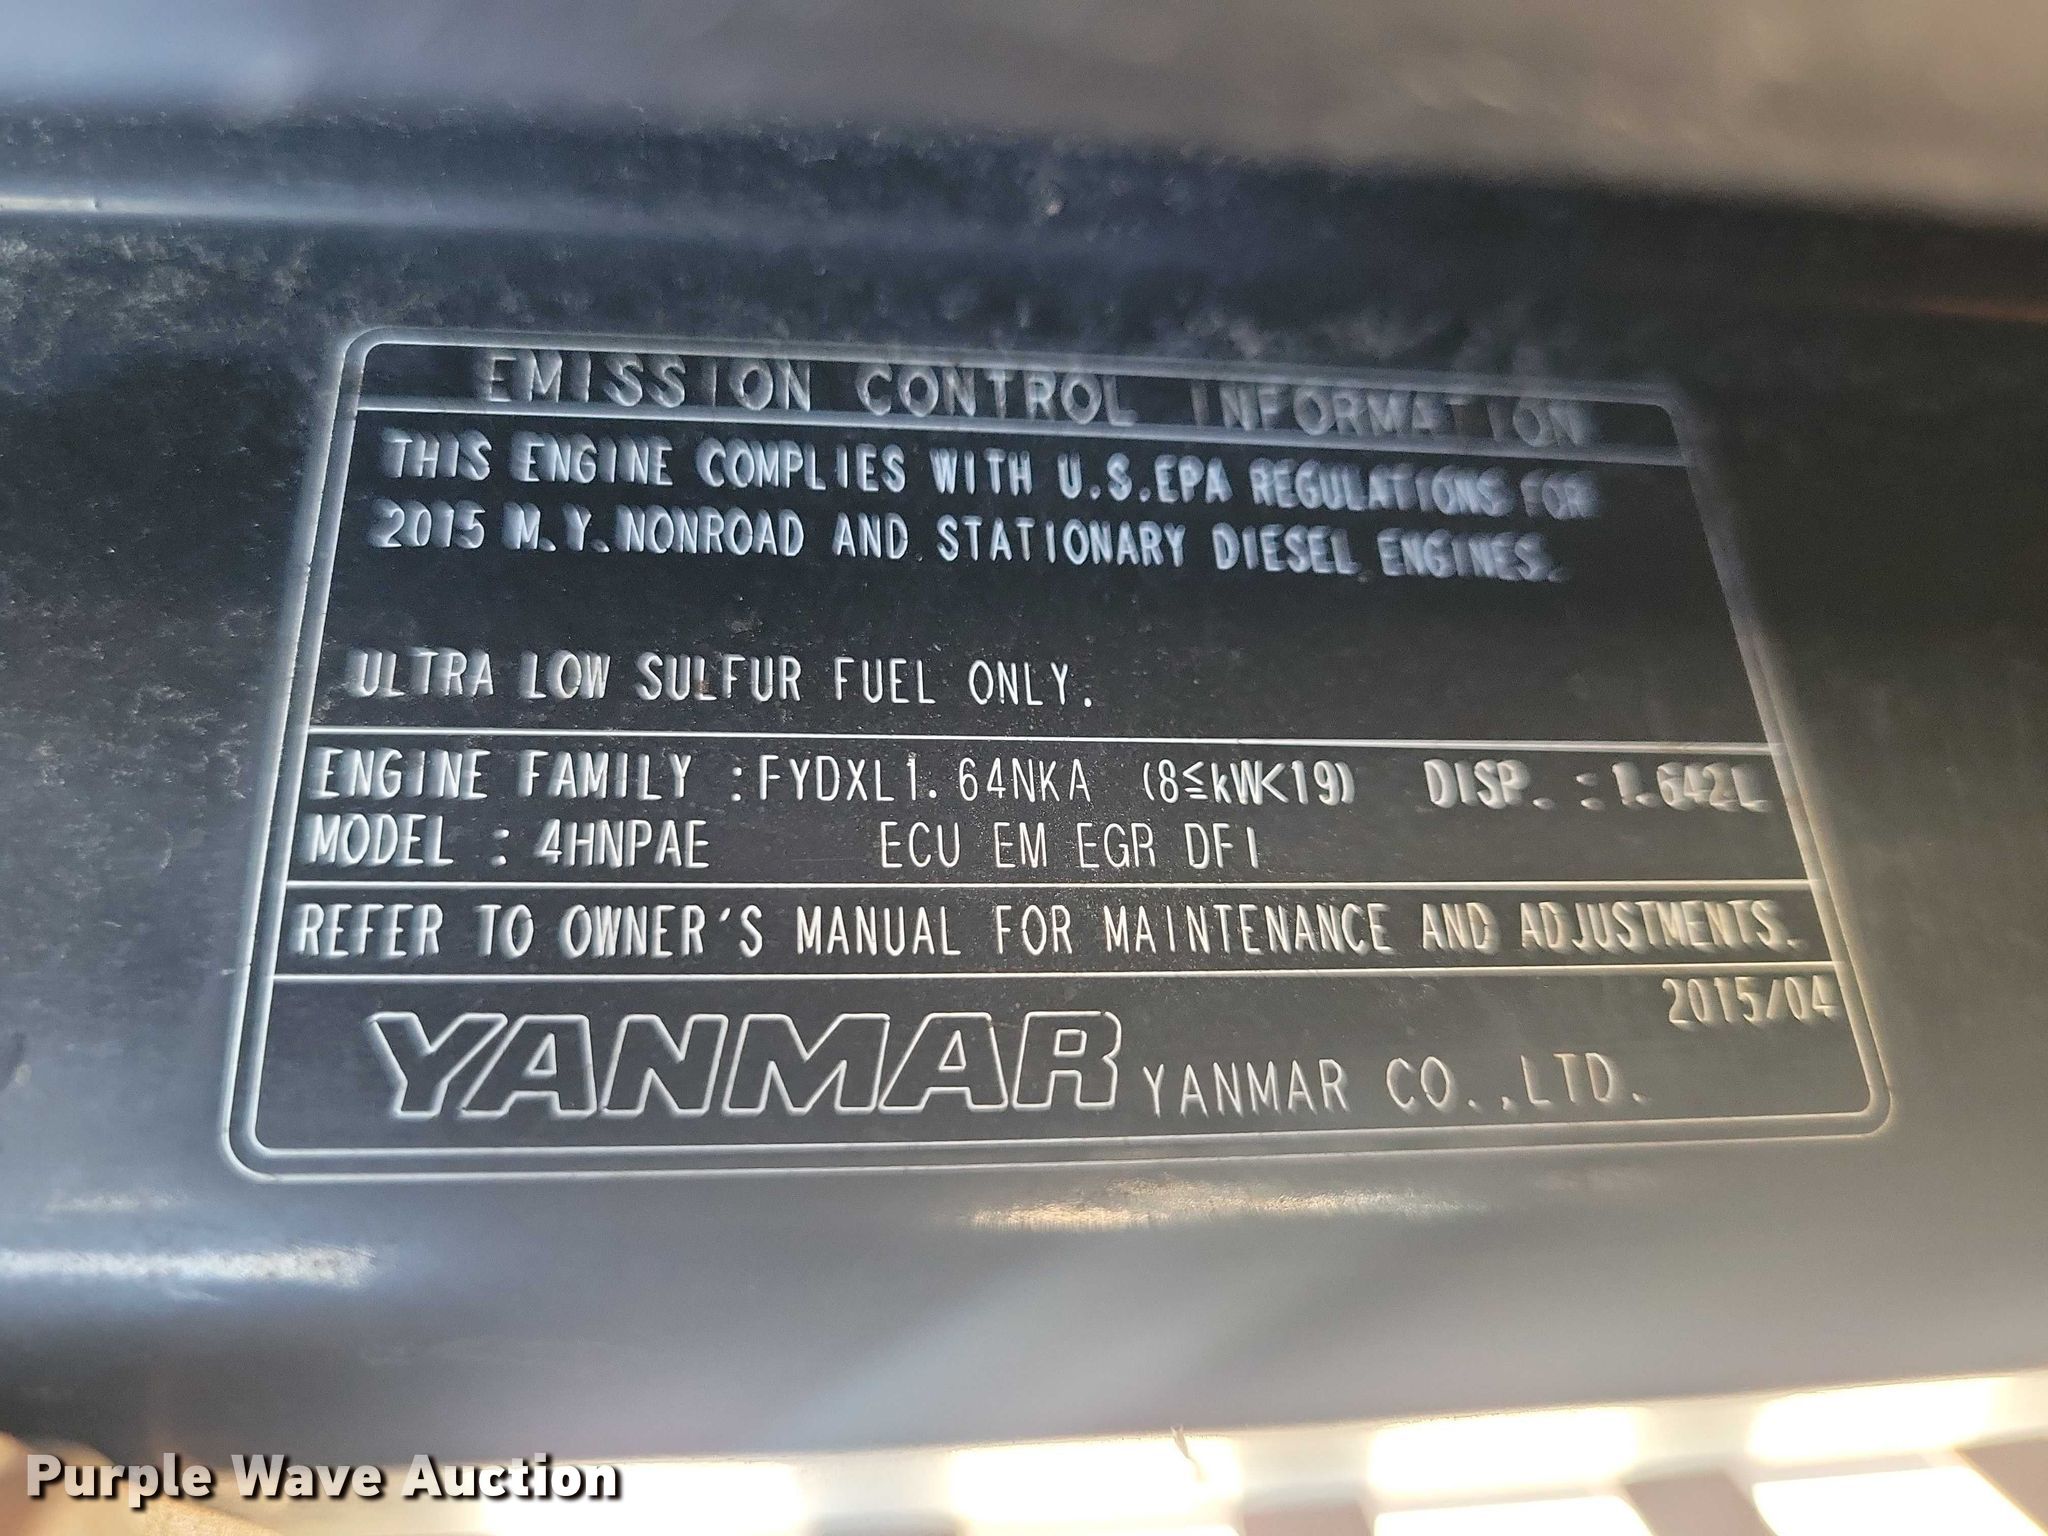 EMISSION CONTROL INFORMATION
THIS ENGINE COMPLIES WITH U.S.EPA REGULATIONS FOR
2015 M.Y.NONROAD AND STATIONARY DIESEL ENGINES.
ULTRA LOW SULFUR FUEL ONLY.
ENGINE FAMILY :FYDXL1.64NKA (8≦kW<19) DISP. :1.642L
MODEL : 4HNPAE ECU EM EGR DFI
REFER TO OWNER'S MANUAL FOR MAINTENANCE AND ADJUSTMENTS.
2015/04
YANMAR YANMAR CO.,LTD.
Purple Wave Auction